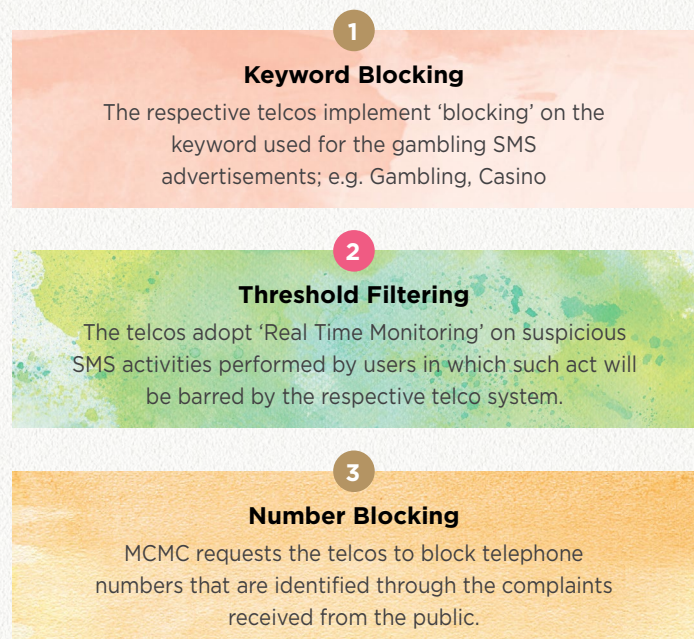 1
Keyword Blocking
The respective telcos implement ‘blocking’ on the
keyword used for the gambling SMS
advertisements; e.g. Gambling, Casino
2
Threshold Filtering
The telcos adopt ‘Real Time Monitoring’ on suspicious
SMS activities performed by users in which such act will
be barred by the respective telco system.
3
Number Blocking
MCMC requests the telcos to block telephone
numbers that are identified through the complaints
received from the public.